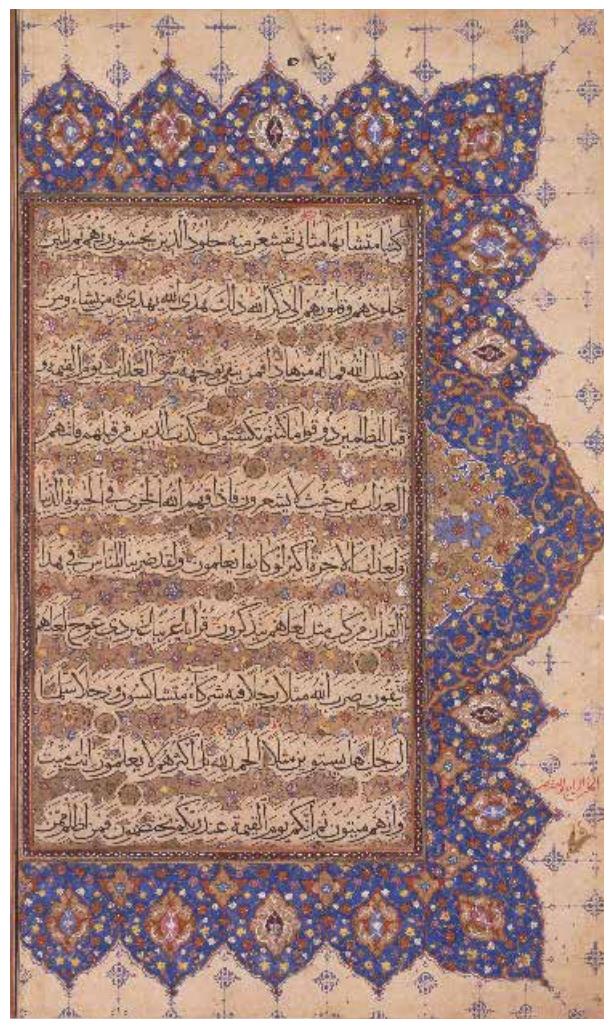 كتبا متشابها مثاني تقشعر منه جلود الذين يخشون ربهم ثم تلين
جلودهم وقلوبهم الى ذكر الله ذلك هدى الله يهدي به من يشاء ومن
يضلل الله فما له من هاد افمن يتقي بوجهه سوء العذاب يوم القيمة و
قيل للظالمين ذوقوا ما كنتم تكسبون كذب الذين من قبلهم فاتهم
العذاب من حيث لا يشعرون فاذاقهم الله الخزي في الحيوة الدنيا
ولعذاب الاخرة اكبر لو كانوا يعلمون ولقد ضربنا للناس في هذا
القران من كل مثل لعلهم يتذكرون قرانا عربيا غير ذي عوج لعلهم
يتقون ضرب الله مثلا رجلا فيه شركاء متشاكسون ورجلا سلما
لرجل هل يستوين مثلا الحمد لله بل اكثرهم لا يعلمون انك ميت
وانهم ميتون ثم انكم يوم القيمة عند ربكم تختصمون فمن اظلم ممن